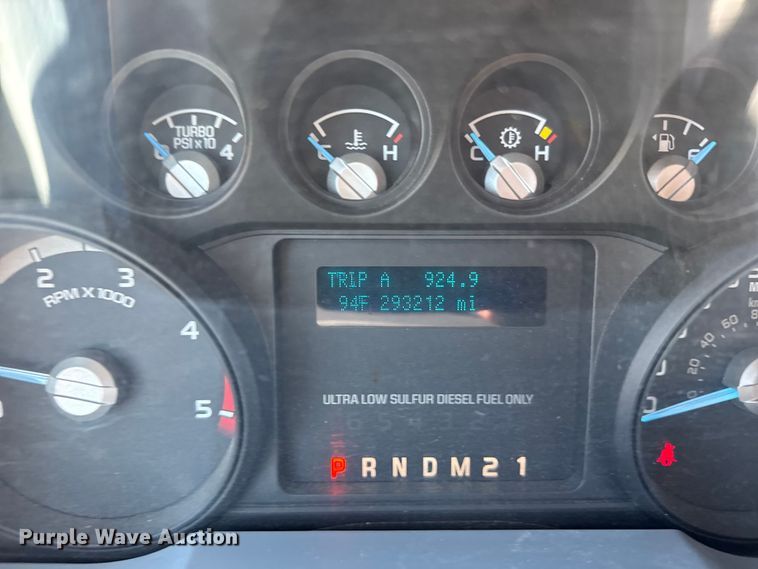 TURBO
PSI x 10
0 4
C H
C H
F
2 3
RPM X 1000
4
5
TRIP A 924.9
94F 293212 mi
ULTRA LOW SULFUR DIESEL FUEL ONLY
P R N D M 2 1
20
40
60
Purple Wave Auction